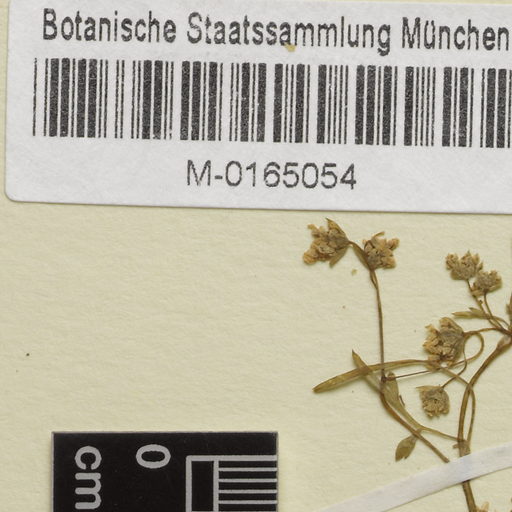 Botanische Staatssammlung München
M-0165054
0
cm